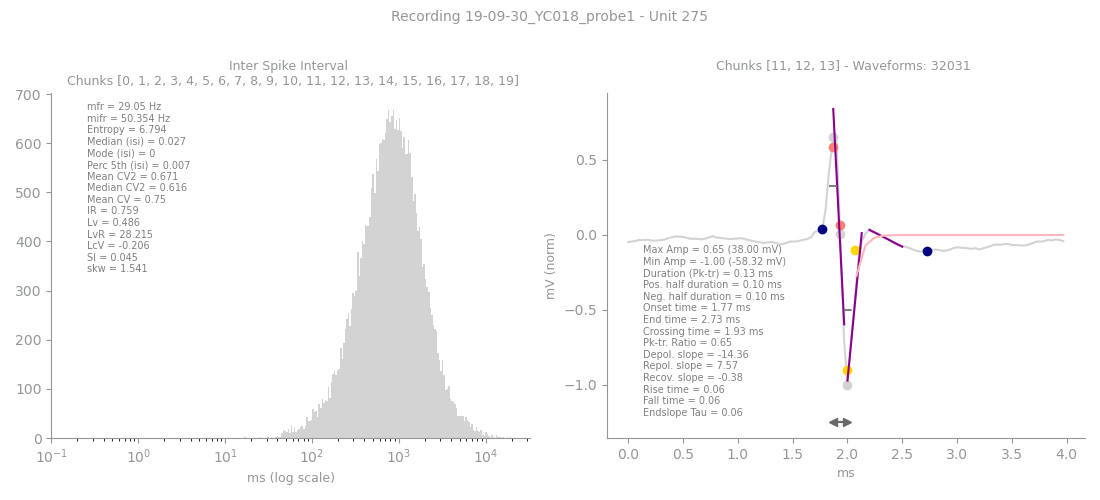 Recording 19-09-30_YC018_probe1 - Unit 275
Inter Spike Interval
Chunks [0, 1, 2, 3, 4, 5, 6, 7, 8, 9, 10, 11, 12, 13, 14, 15, 16, 17, 18, 19]
700
600
500
400
300
200
100
0
mfr = 29.05 Hz
mifr = 50.354 Hz
Entropy = 6.794
Median (isi) = 0.027
Mode (isi) = 0
Perc 5th (isi) = 0.007
Mean CV2 = 0.671
Median CV2 = 0.616
Mean CV = 0.75
IR = 0.759
Lv = 0.486
LvR = 28.215
LcV = -0.206
SI = 0.045
skw = 1.541
10⁻¹ 10⁰ 10¹ 10² 10³ 10⁴
ms (log scale)
Chunks [11, 12, 13] - Waveforms: 32031
mV (norm)
0.5
0.0
−0.5
−1.0
Max Amp = 0.65 (38.00 mV)
Min Amp = -1.00 (-58.32 mV)
Duration (Pk-tr) = 0.13 ms
Pos. half duration = 0.10 ms
Neg. half duration = 0.10 ms
Onset time = 1.77 ms
End time = 2.73 ms
Crossing time = 1.93 ms
Pk-tr. Ratio = 0.65
Depol. slope = -14.36
Repol. slope = 7.57
Recov. slope = -0.38
Rise time = 0.06
Fall time = 0.06
Endslope Tau = 0.06
0.0 0.5 1.0 1.5 2.0 2.5 3.0 3.5 4.0
ms